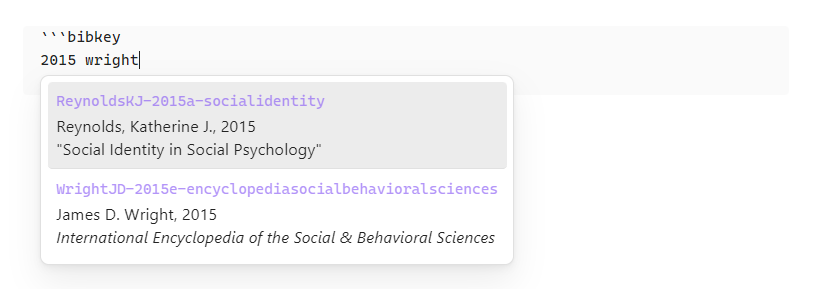 ```bibkey
2015 wright
ReynoldsKJ-2015a-socialidentity
Reynolds, Katherine J., 2015
"Social Identity in Social Psychology"
WrightJD-2015e-encyclopediasocialbehavioralsciences
James D. Wright, 2015
International Encyclopedia of the Social & Behavioral Sciences